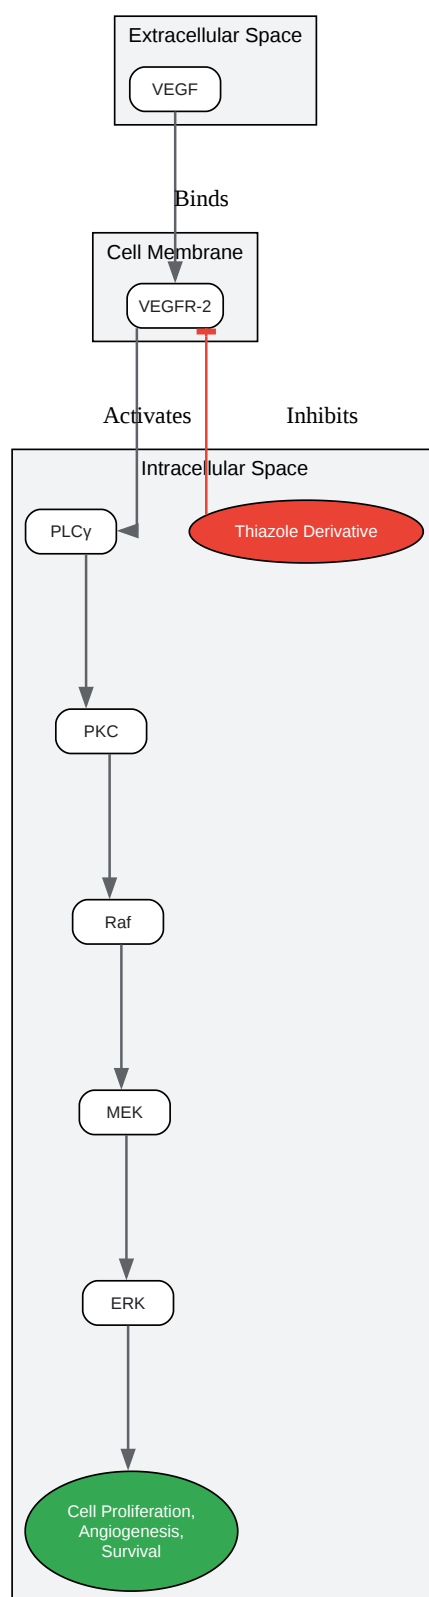 Extracellular Space
VEGF
Binds
Cell Membrane
VEGFR-2
Activates
Inhibits
Intracellular Space
PLCγ
Thiazole Derivative
PKC
Raf
MEK
ERK
Cell Proliferation,
Angiogenesis,
Survival